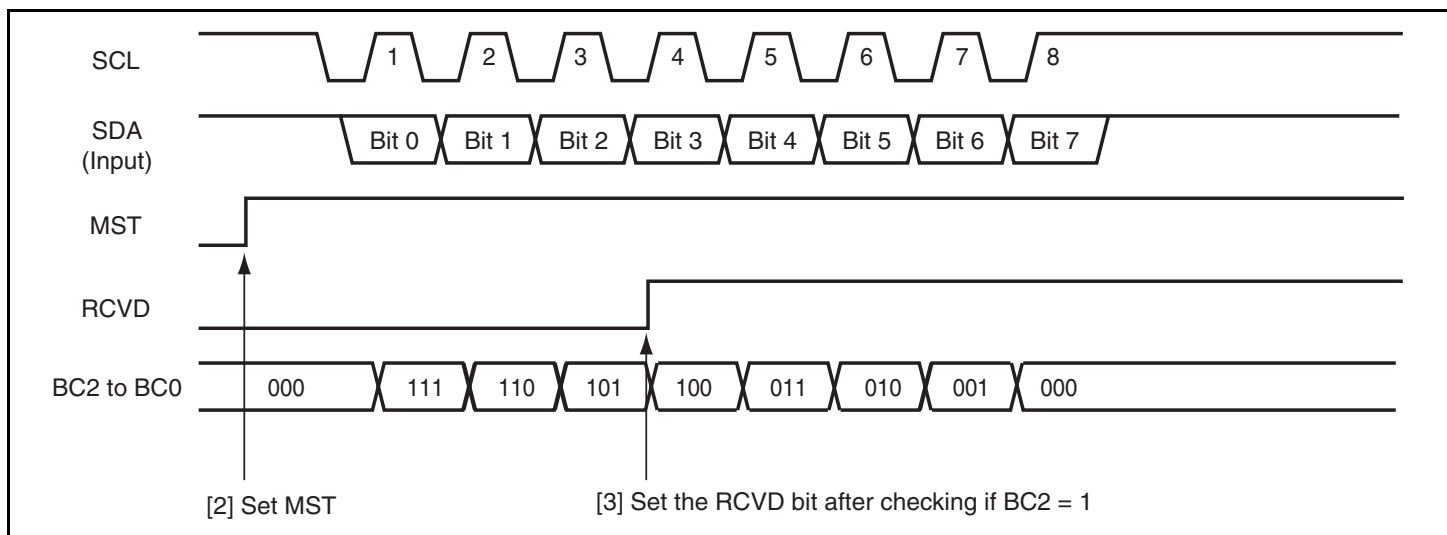 SCL 1 2 3 4 5 6 7 8
SDA
(Input)
Bit 0 Bit 1 Bit 2 Bit 3 Bit 4 Bit 5 Bit 6 Bit 7
MST
RCVD
BC2 to BC0 000 111 110 101 100 011 010 001 000
[2] Set MST
[3] Set the RCVD bit after checking if BC2 = 1